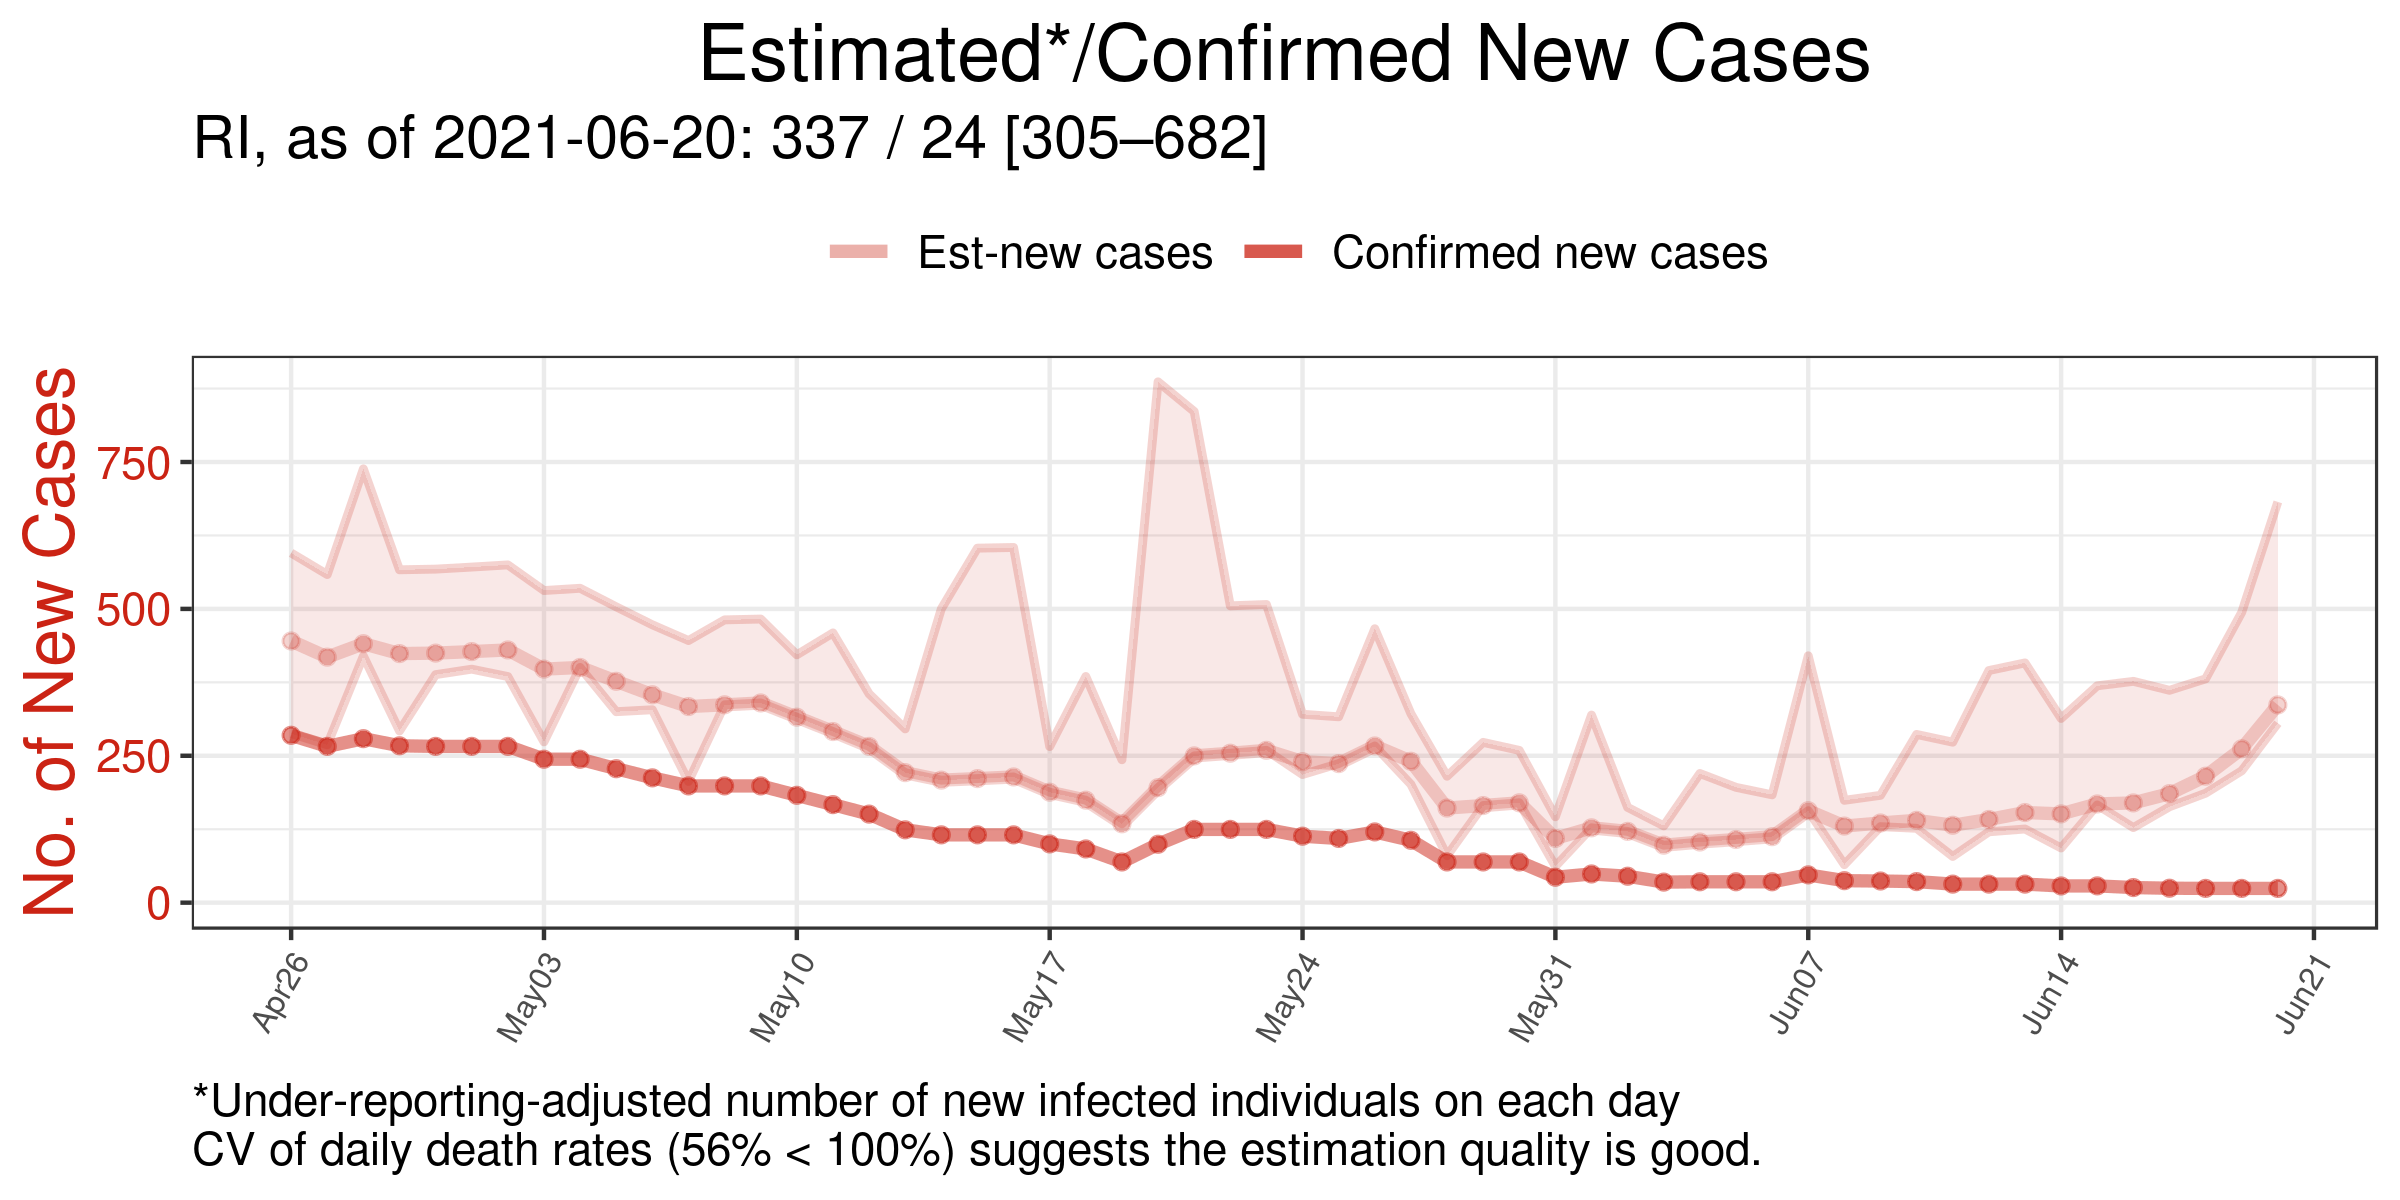 Estimated*/Confirmed New Cases
RI, as of 2021-06-20: 337 / 24 [305–682]
Est-new cases
Confirmed new cases
No. of New Cases
750
500
250
0
Apr26
May03
May10
May17
May24
May31
Jun07
Jun14
Jun21
*Under-reporting-adjusted number of new infected individuals on each day
CV of daily death rates (56% < 100%) suggests the estimation quality is good.